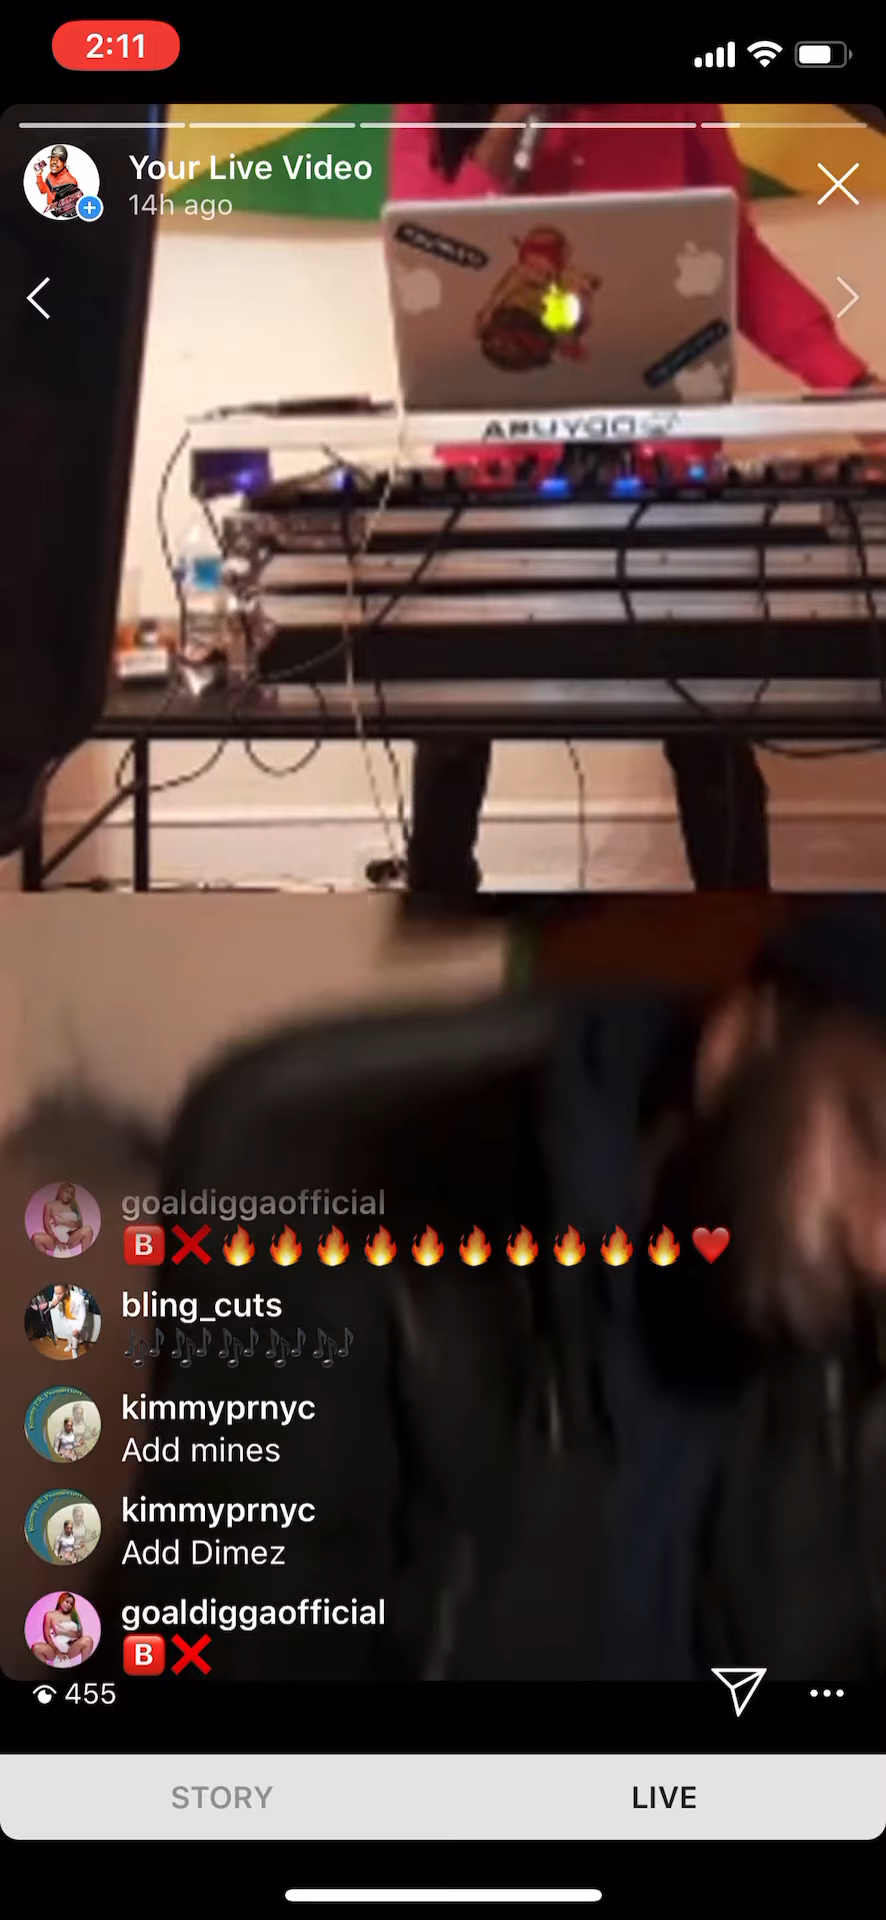 2:11
Your Live Video
14h ago
goaldiggaofficial
🅱️❌🔥🔥🔥🔥🔥🔥🔥🔥🔥🔥♥️
bling_cuts
🎶🎶🎶🎶🎶
kimmyprnyc
Add mines
kimmyprnyc
Add Dimez
goaldiggaofficial
🅱️❌
455
STORY
LIVE